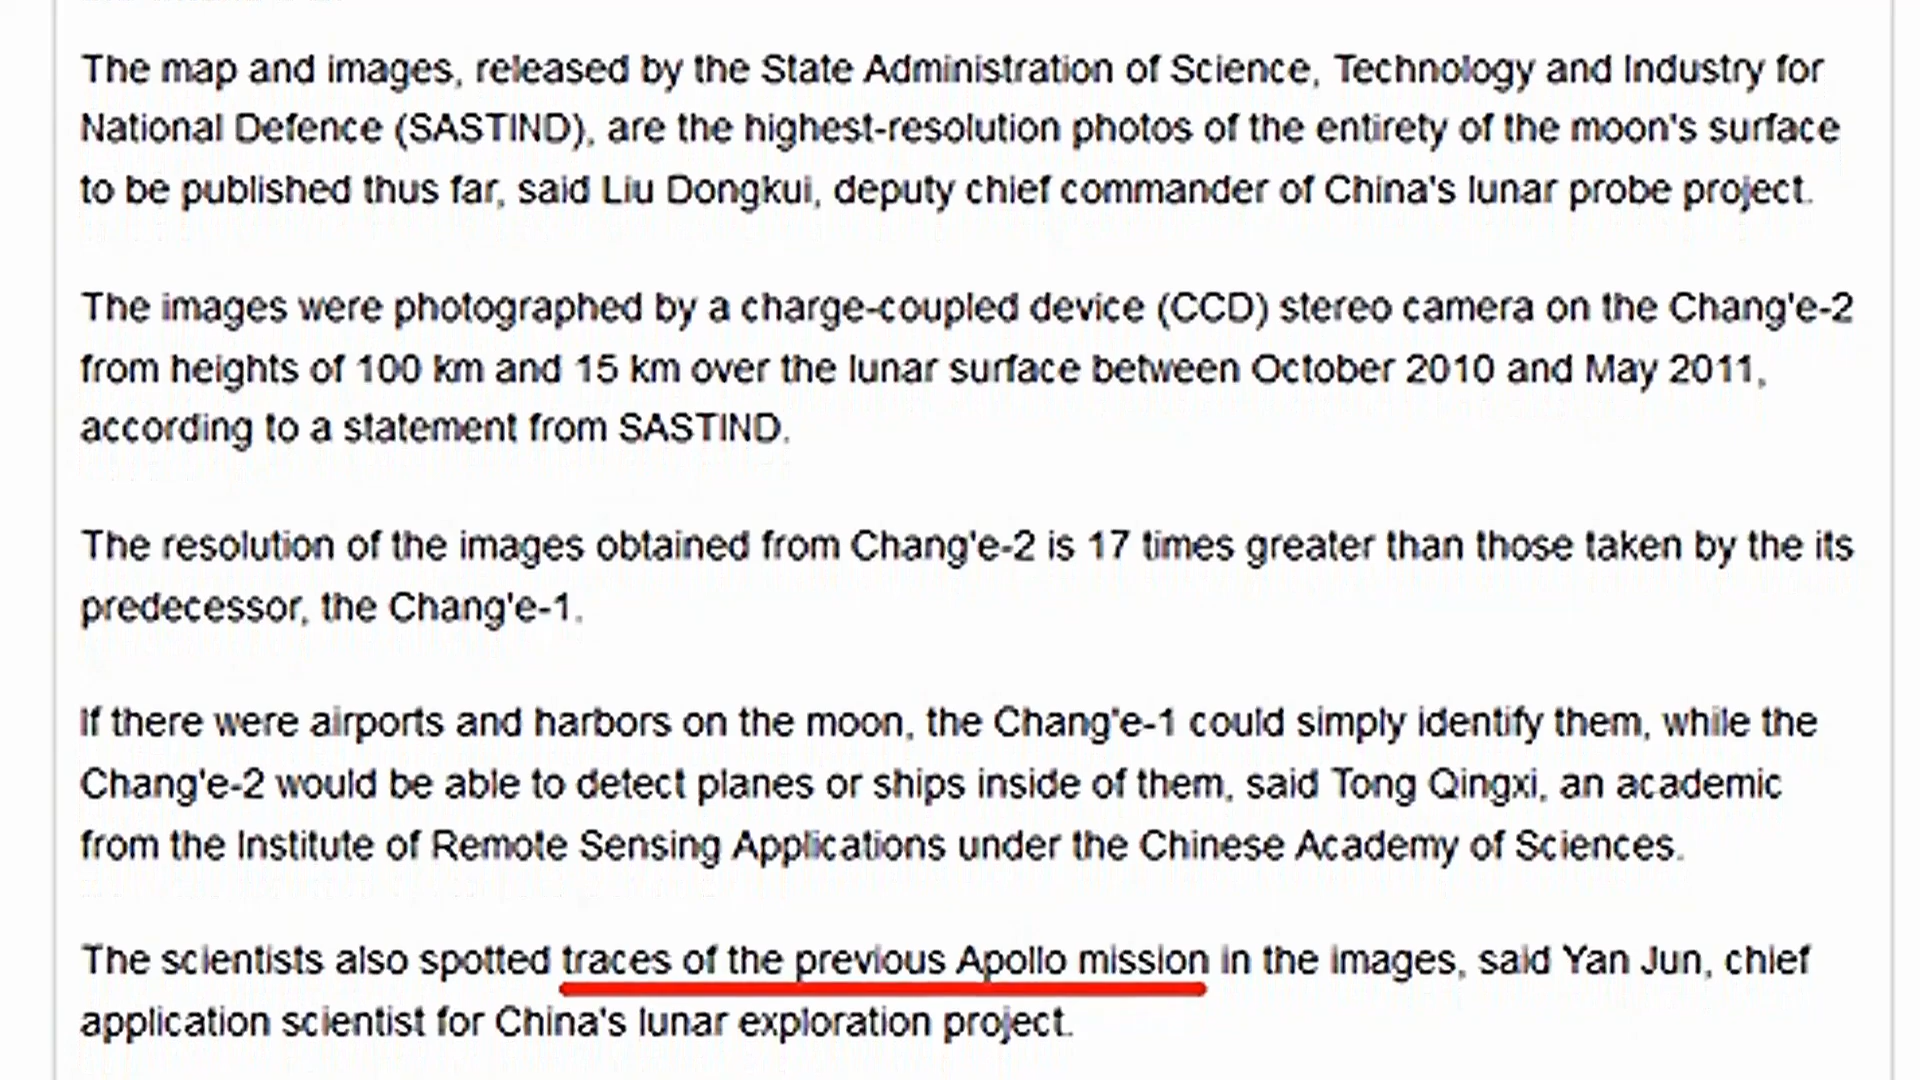 The map and images, released by the State Administration of Science, Technology and Industry for
National Defence (SASTIND), are the highest-resolution photos of the entirety of the moon's surface
to be published thus far, said Liu Dongkui, deputy chief commander of China's lunar probe project.
The images were photographed by a charge-coupled device (CCD) stereo camera on the Chang'e-2
from heights of 100 km and 15 km over the lunar surface between October 2010 and May 2011,
according to a statement from SASTIND.
The resolution of the images obtained from Chang'e-2 is 17 times greater than those taken by the its
predecessor, the Chang'e-1.
If there were airports and harbors on the moon, the Chang'e-1 could simply identify them, while the
Chang'e-2 would be able to detect planes or ships inside of them, said Tong Qingxi, an academic
from the Institute of Remote Sensing Applications under the Chinese Academy of Sciences.
The scientists also spotted traces of the previous Apollo mission in the images, said Yan Jun, chief
application scientist for China's lunar exploration project.